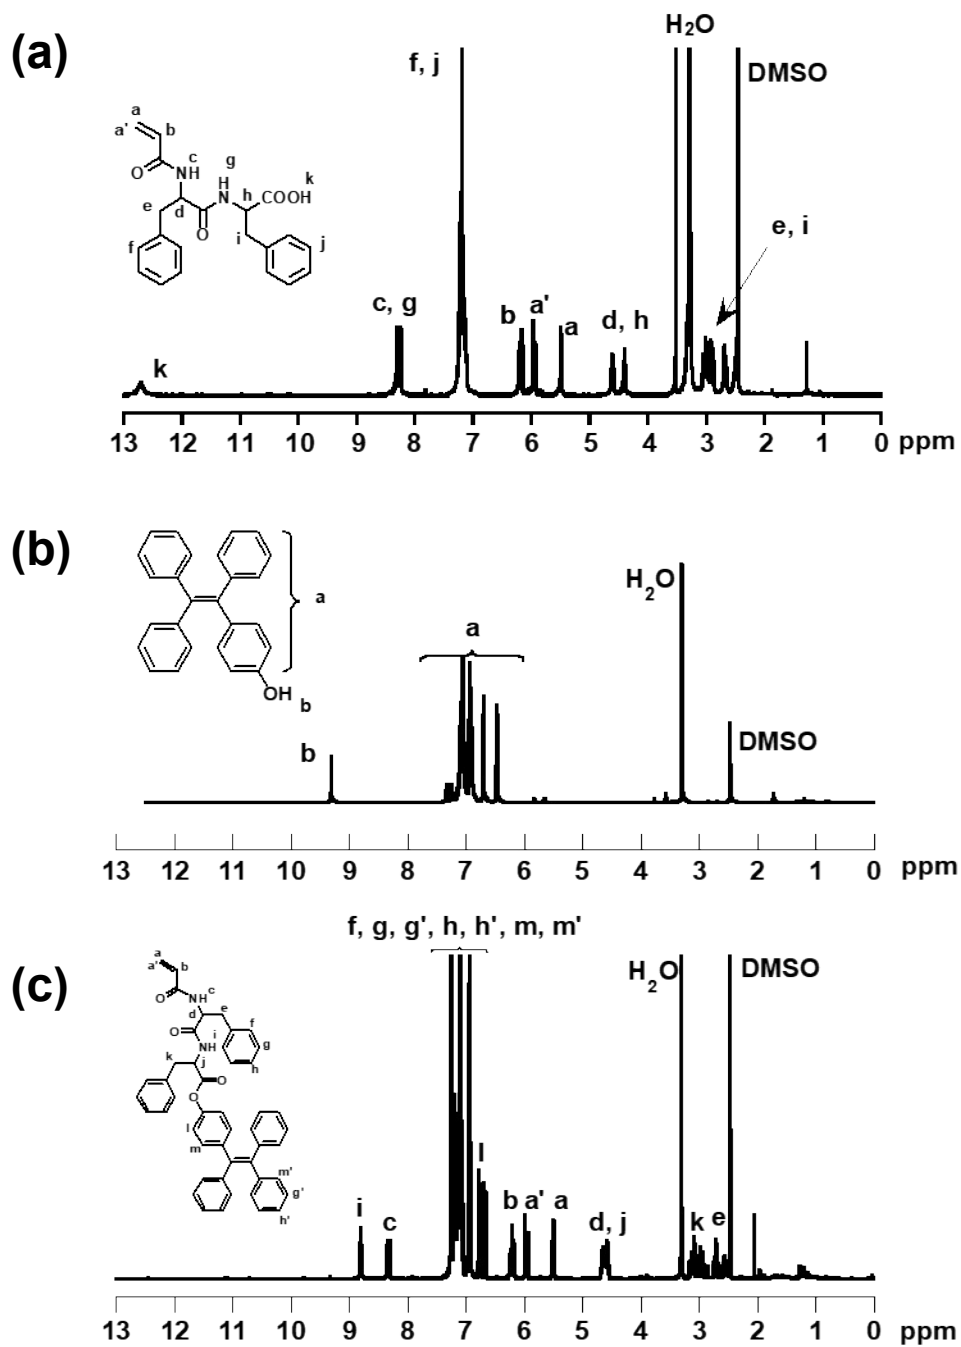 (a)
H₂O
DMSO
f, j
a
a'
b
c
g
O
NH
H
N
h
COOH
k
e
d
O
i
f
j
e, i
c, g
b
a'
a
d, h
k
13 12 11 10 9 8 7 6 5 4 3 2 1 0 ppm
(b)
a
OH
b
H₂O
a
DMSO
b
13 12 11 10 9 8 7 6 5 4 3 2 1 0 ppm
(c)
f, g, g', h, h', m, m'
H₂O
DMSO
a
a'
b
c
O
N
H
d
e
O
i
NH
f
g
h
k
j
O
O
l
m
m'
g'
h'
i
c
l
b a' a
d, j
k
e
13 12 11 10 9 8 7 6 5 4 3 2 1 0 ppm